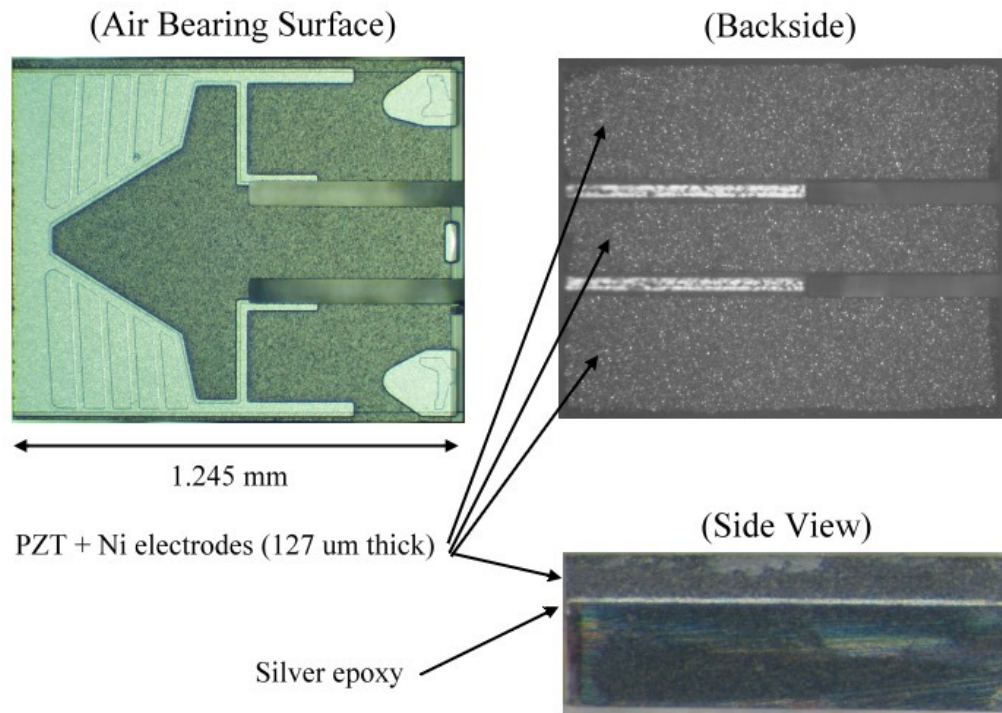 (Air Bearing Surface)
(Backside)
1.245 mm
PZT + Ni electrodes (127 um thick)
(Side View)
Silver epoxy